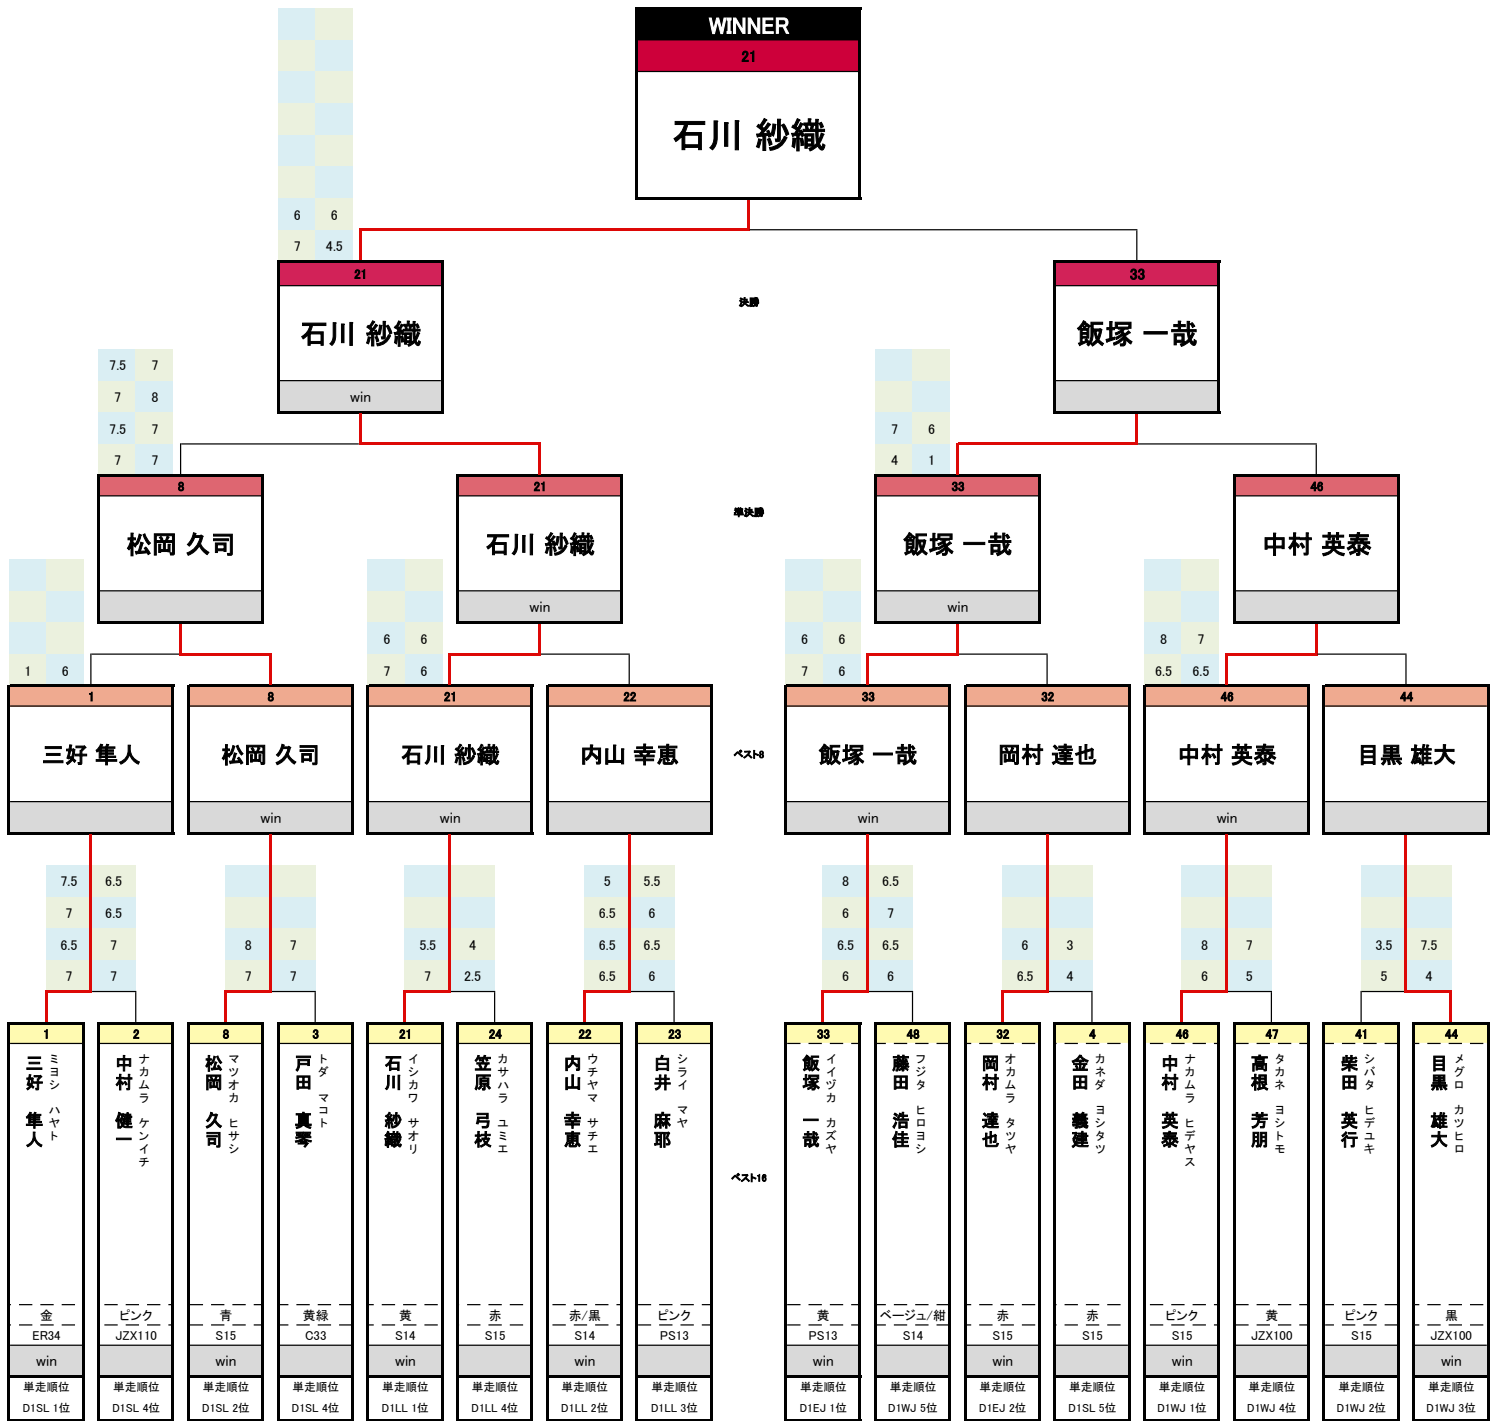 WINNER
21
石川 紗織
6 6
7 4.5
21
石川 紗織
win
33
飯塚 一哉
決勝
7.5 7
7 8
7.5 7
7 7
7 6
4 1
8
松岡 久司
21
石川 紗織
win
準決勝
33
飯塚 一哉
win
46
中村 英泰
1 6
6 6
7 6
6 6
7 6
8 7
6.5 6.5
1
三好 隼人
8
松岡 久司
win
21
石川 紗織
win
22
内山 幸恵
ベスト8
33
飯塚 一哉
win
32
岡村 達也
46
中村 英泰
win
44
目黒 雄大
7.5 6.5
7 6.5
6.5 7
7 7
8 7
7 7
5.5 4
7 2.5
5 5.5
6.5 6
6.5 6.5
6.5 6
8 6.5
6 7
6.5 6.5
6 6
6 3
6.5 4
8 7
6 5
3.5 7.5
5 4
1
三好 隼人
ミヨシ ハヤト
金
ER34
win
単走順位
D1SL 1位
2
中村 健一
ナカムラ ケンイチ
ピンク
JZX110
単走順位
D1SL 4位
8
松岡 久司
マツオカ ヒサシ
青
S15
win
単走順位
D1SL 2位
3
戸田 真琴
トダ マコト
黄緑
C33
単走順位
D1SL 4位
21
石川 紗織
イシカワ サオリ
黄
S14
win
単走順位
D1LL 1位
24
笠原 弓枝
カサハラ ユミエ
赤
S15
単走順位
D1LL 4位
22
内山 幸恵
ウチヤマ サチエ
赤/黒
S14
win
単走順位
D1LL 2位
23
白井 麻耶
シライ マヤ
ピンク
PS13
単走順位
D1LL 3位
ベスト16
33
飯塚 一哉
イイヅカ カズヤ
黄
PS13
win
単走順位
D1EJ 1位
48
藤田 浩佳
フジタ ヒロヨシ
ベージュ/紺
S14
単走順位
D1WJ 5位
32
岡村 達也
オカムラ タツヤ
赤
S15
win
単走順位
D1EJ 2位
4
金田 義建
カネダ ヨシタツ
赤
S15
単走順位
D1SL 5位
46
中村 英泰
ナカムラ ヒデヤス
ピンク
S15
win
単走順位
D1WJ 1位
47
高根 芳朋
タカネ ヨシトモ
黄
JZX100
単走順位
D1WJ 4位
41
柴田 英行
シバタ ヒデユキ
ピンク
S15
単走順位
D1WJ 2位
44
目黒 雄大
メグロ カツヒロ
黒
JZX100
win
単走順位
D1WJ 3位